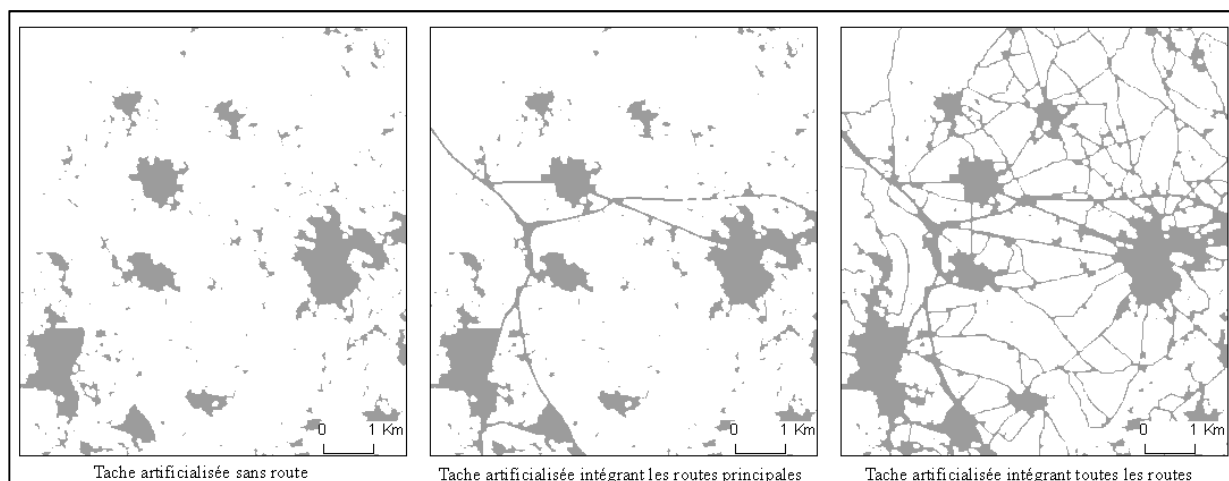 0 1 Km
0 1 Km
0 1 Km
Tache artificialisée sans route
Tache artificialisée intégrant les routes principales
Tache artificialisée intégrant toutes les routes